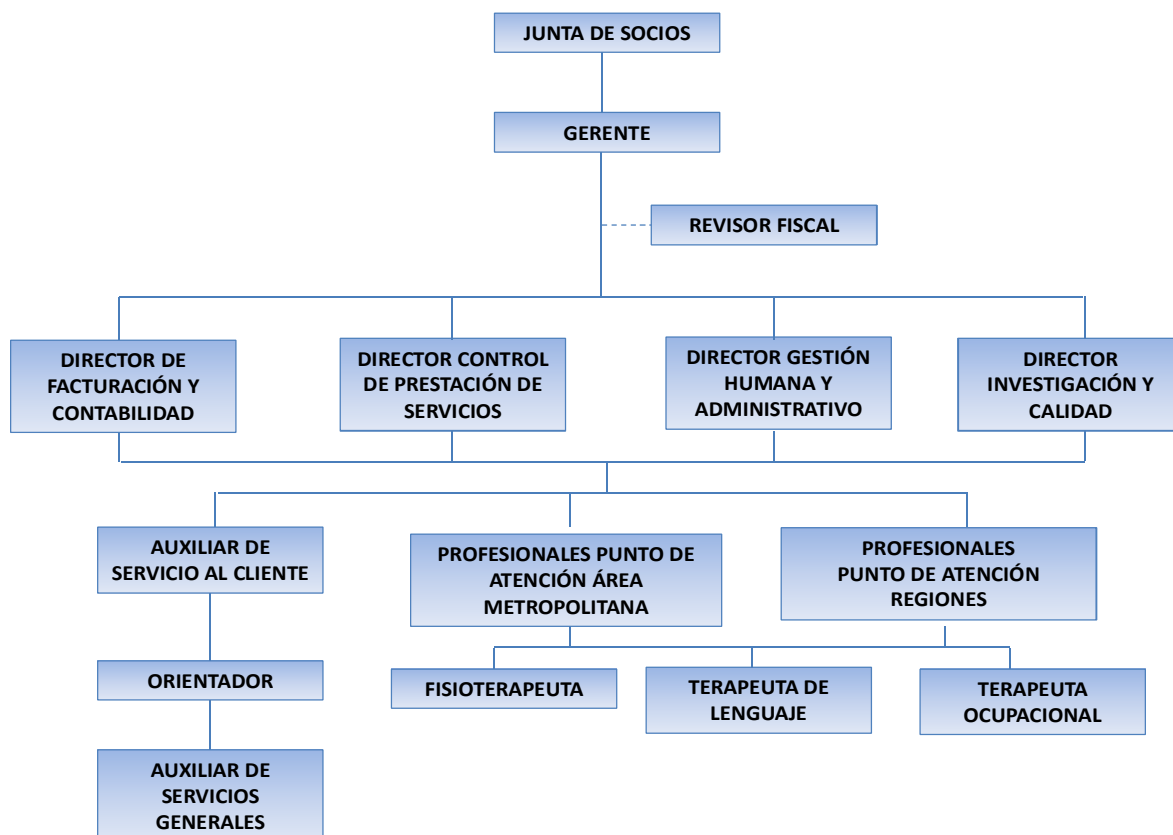 JUNTA DE SOCIOS
GERENTE
REVISOR FISCAL
DIRECTOR DE
FACTURACIÓN Y
CONTABILIDAD
DIRECTOR CONTROL
DE PRESTACIÓN DE
SERVICIOS
DIRECTOR GESTIÓN
HUMANA Y
ADMINISTRATIVO
DIRECTOR
INVESTIGACIÓN Y
CALIDAD
AUXILIAR DE
SERVICIO AL CLIENTE
PROFESIONALES PUNTO DE
ATENCIÓN ÁREA
METROPOLITANA
PROFESIONALES
PUNTO DE ATENCIÓN
REGIONES
ORIENTADOR
FISIOTERAPEUTA
TERAPEUTA DE
LENGUAJE
TERAPEUTA
OCUPACIONAL
AUXILIAR DE
SERVICIOS
GENERALES